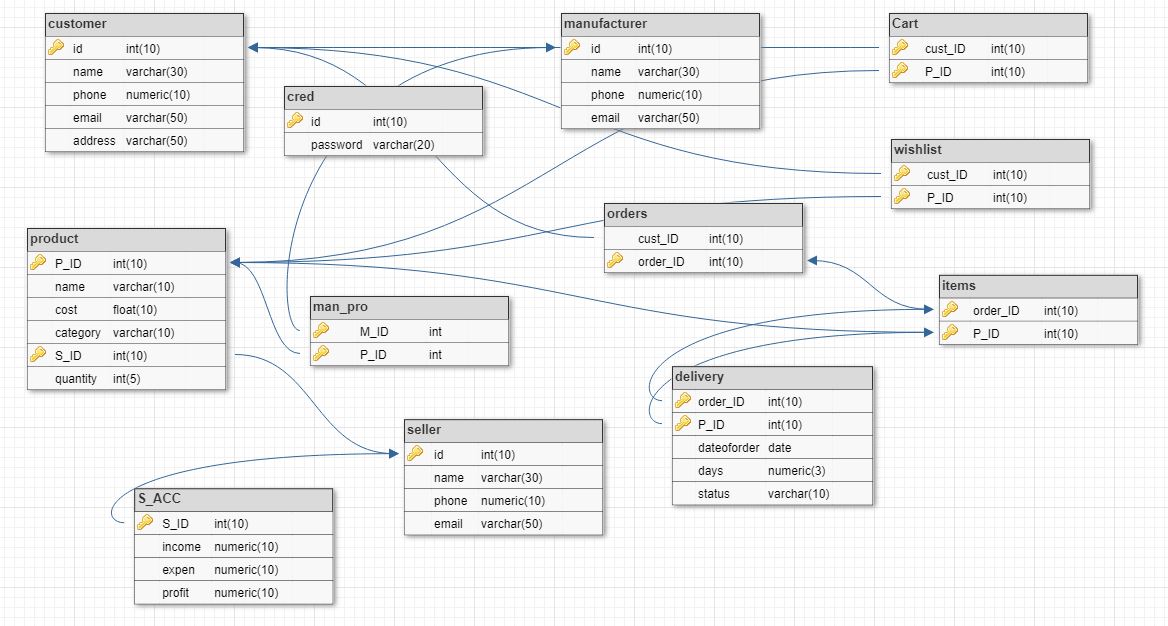 customer
id int(10)
name varchar(30)
phone numeric(10)
email varchar(50)
address varchar(50)
cred
id int(10)
password varchar(20)
manufacturer
id int(10)
name varchar(30)
phone numeric(10)
email varchar(50)
Cart
cust_ID int(10)
P_ID int(10)
wishlist
cust_ID int(10)
P_ID int(10)
orders
cust_ID int(10)
order_ID int(10)
product
P_ID int(10)
name varchar(10)
cost float(10)
category varchar(10)
S_ID int(10)
quantity int(5)
man_pro
M_ID int
P_ID int
items
order_ID int(10)
P_ID int(10)
delivery
order_ID int(10)
P_ID int(10)
dateoforder date
days numeric(3)
status varchar(10)
seller
id int(10)
name varchar(30)
phone numeric(10)
email varchar(50)
S_ACC
S_ID int(10)
income numeric(10)
expen numeric(10)
profit numeric(10)